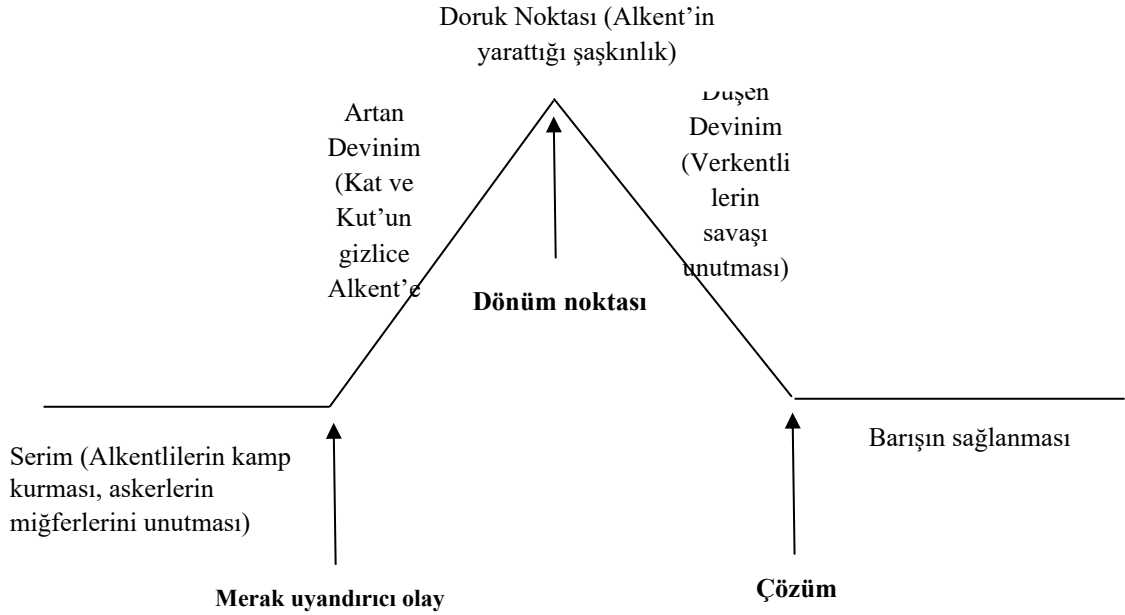 Doruk Noktası (Alkent’in
yarattığı şaşkınlık)
Artan
Devinim
(Kat ve
Kut’un
gizlice
Alkent’e
Düşen
Devinim
(Verkentli
lerin
savaşı
unutması)
Dönüm noktası
Serim (Alkentlilerin kamp
kurması, askerlerin
miğferlerini unutması)
Barışın sağlanması
Merak uyandırıcı olay
Çözüm